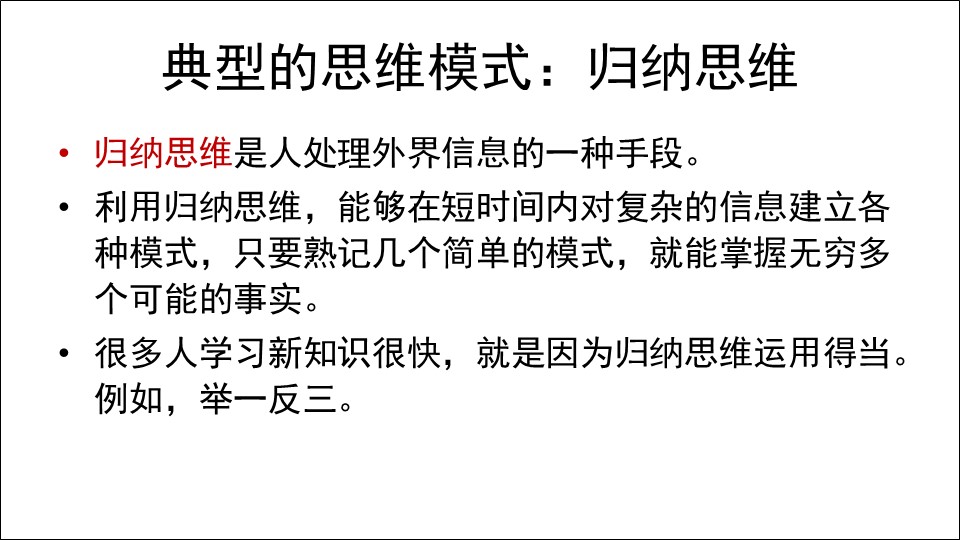 典型的思维模式：归纳思维
• 归纳思维是人处理外界信息的一种手段。
• 利用归纳思维，能够在短时间内对复杂的信息建立各
种模式，只要熟记几个简单的模式，就能掌握无穷多
个可能的事实。
• 很多人学习新知识很快，就是因为归纳思维运用得当。
例如，举一反三。